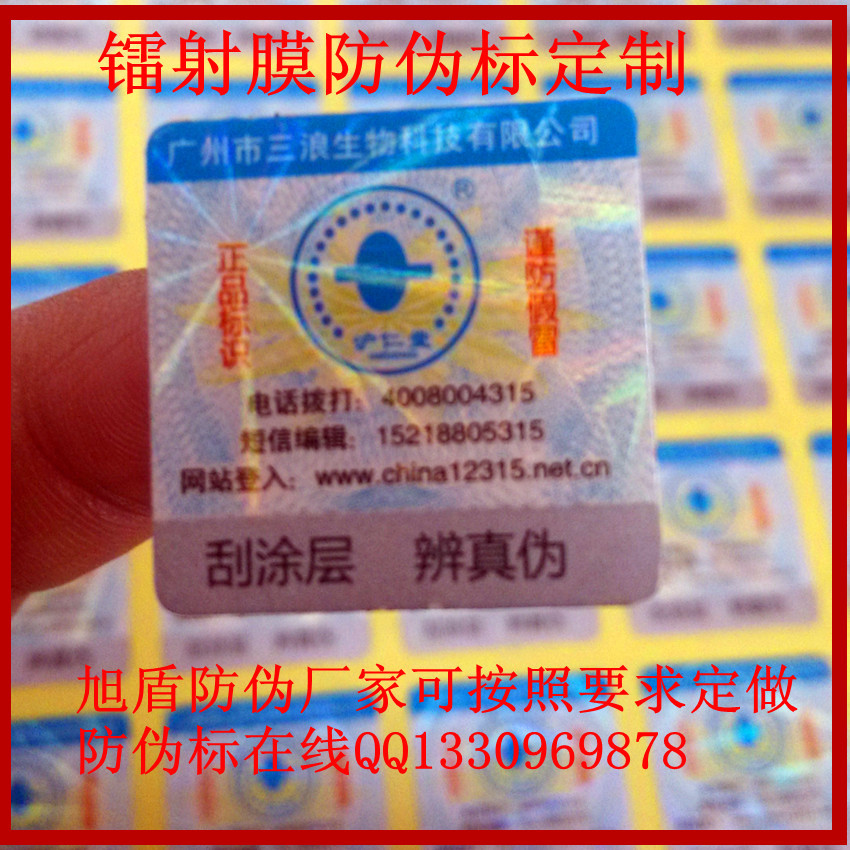 镭射膜防伪标定制
广州市三浪生物科技有限公司
®
正品标识
谨防假冒
沪仁堂
电话拨打：4008004315
短信编辑：15218805315
网站登入：www.china12315.net.cn
刮涂层 辨真伪
旭盾防伪厂家可按照要求定做
防伪标在线QQ1330969878